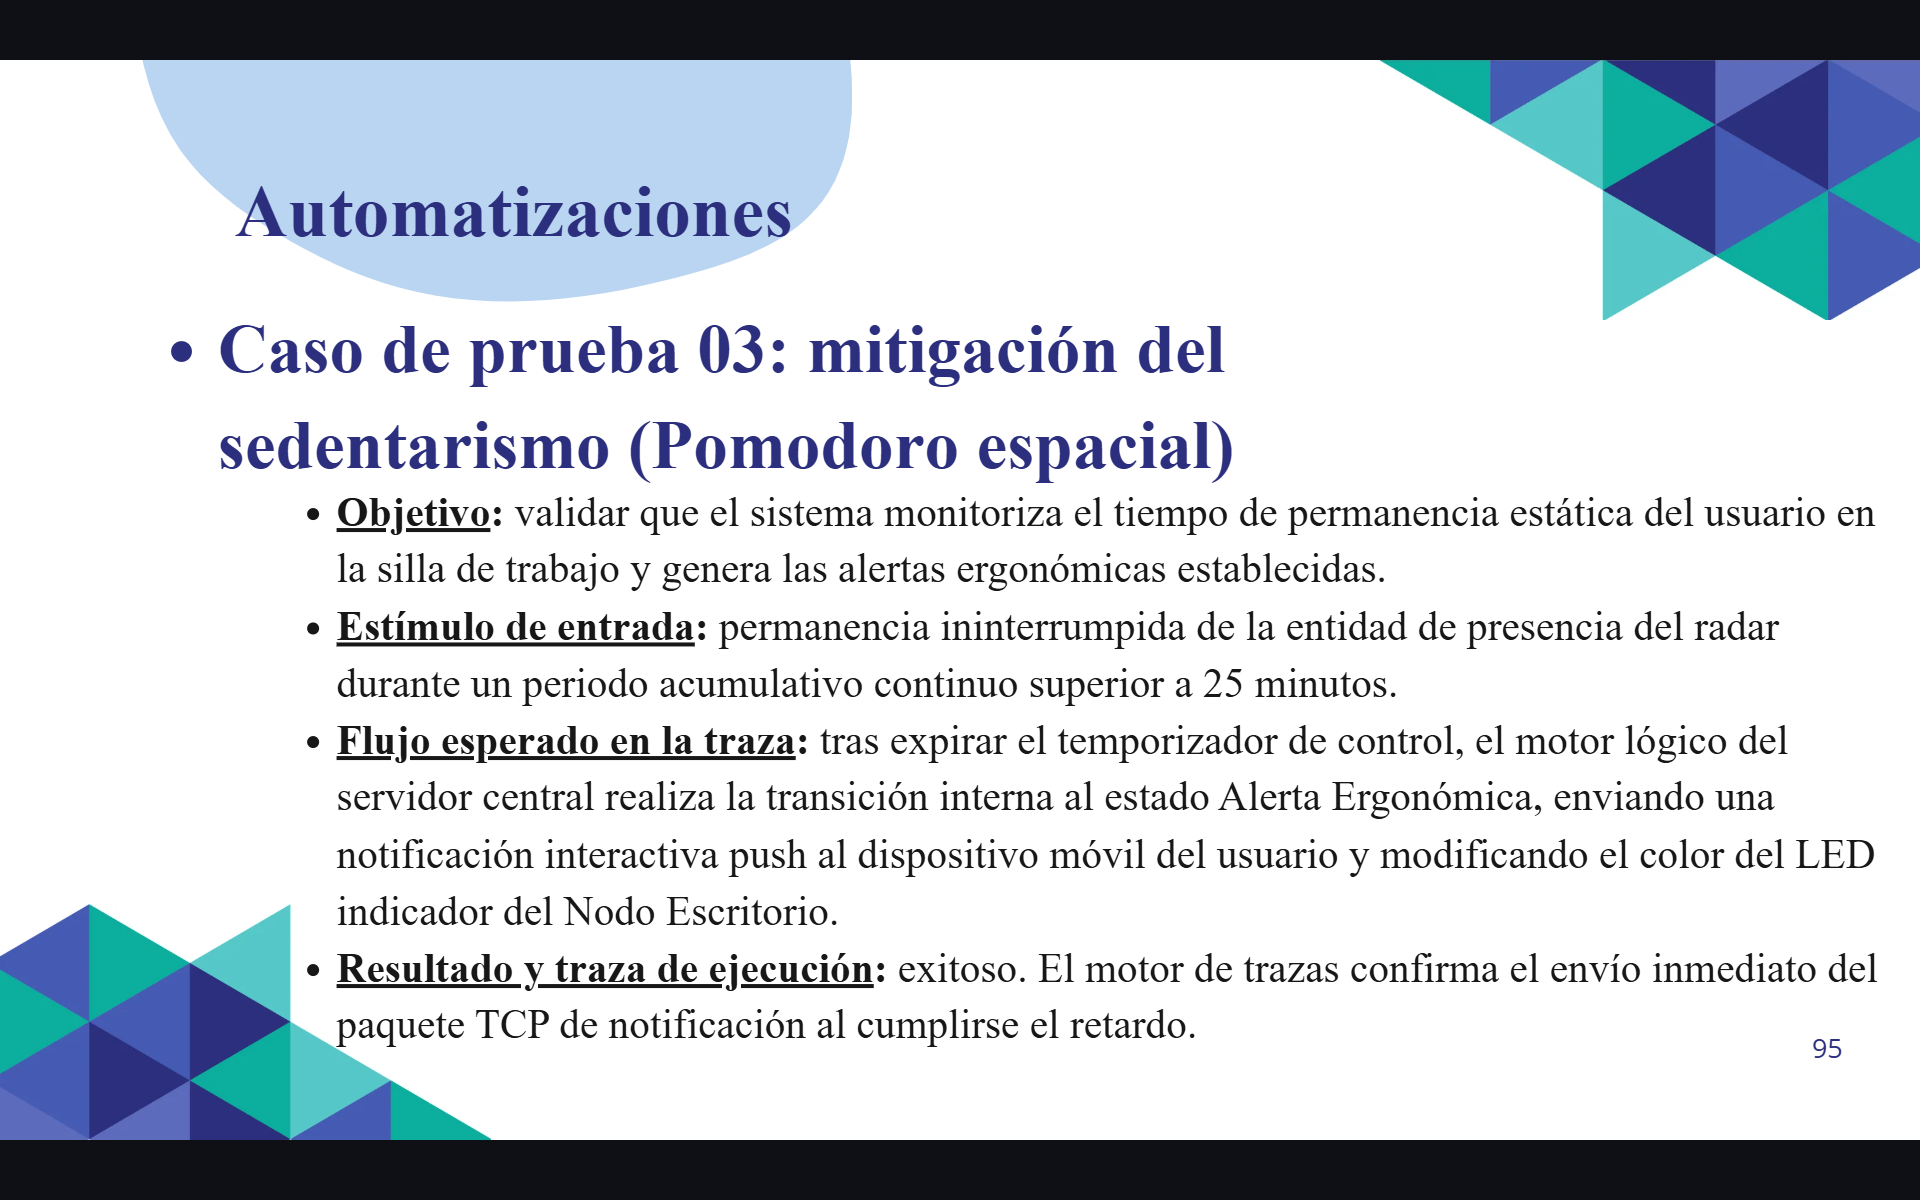 Automatizaciones
• Caso de prueba 03: mitigación del
sedentarismo (Pomodoro espacial)
• Objetivo: validar que el sistema monitoriza el tiempo de permanencia estática del usuario en
la silla de trabajo y genera las alertas ergonómicas establecidas.
• Estímulo de entrada: permanencia ininterrumpida de la entidad de presencia del radar
durante un periodo acumulativo continuo superior a 25 minutos.
• Flujo esperado en la traza: tras expirar el temporizador de control, el motor lógico del
servidor central realiza la transición interna al estado Alerta Ergonómica, enviando una
notificación interactiva push al dispositivo móvil del usuario y modificando el color del LED
indicador del Nodo Escritorio.
• Resultado y traza de ejecución: exitoso. El motor de trazas confirma el envío inmediato del
paquete TCP de notificación al cumplirse el retardo.
95